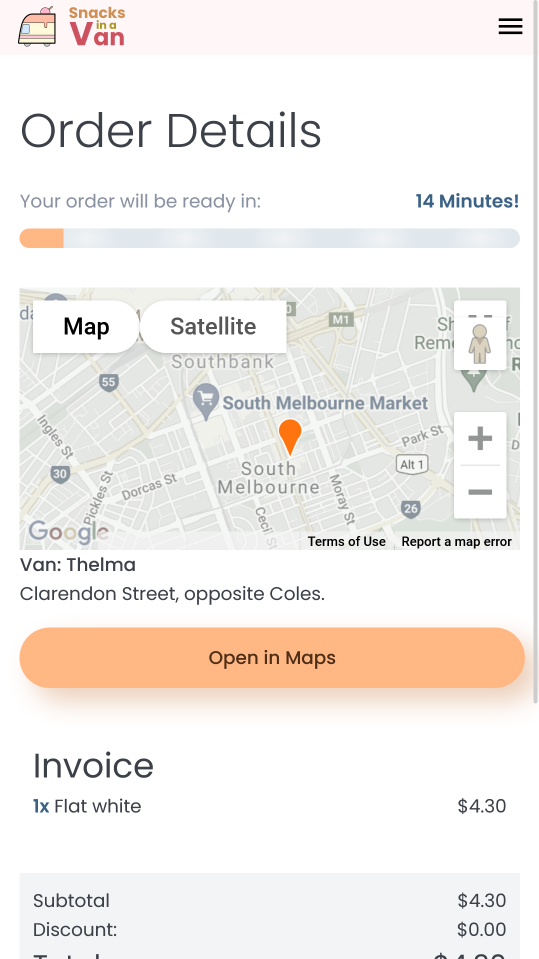 Snacks
in a
Van
Order Details
Your order will be ready in: 14 Minutes!
Map Satellite
M1
Southbank
55
South Melbourne Market
Ingles St
Park St
Alt 1
30
South
Melbourne
Dorcas St
Pickles St
Moray St
Cecil St
26
Google
Terms of Use Report a map error
Van: Thelma
Clarendon Street, opposite Coles.
Open in Maps
Invoice
1x Flat white $4.30
Subtotal $4.30
Discount: $0.00